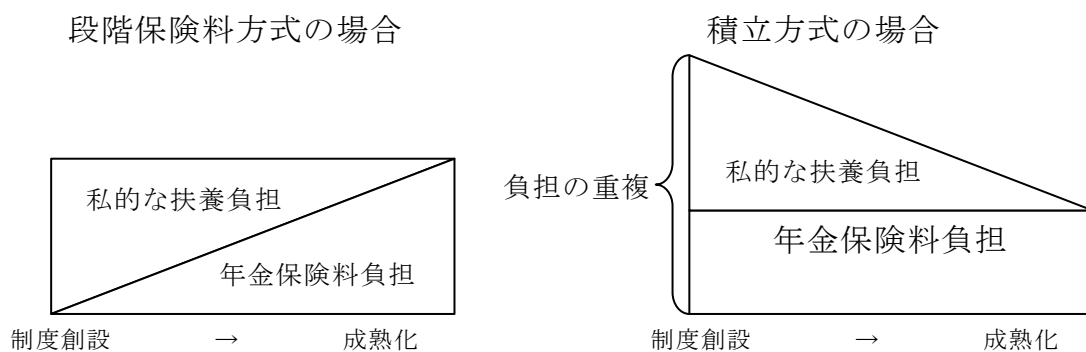 段階保険料方式の場合
私的な扶養負担
年金保険料負担
制度創設 → 成熟化
積立方式の場合
負担の重複
私的な扶養負担
年金保険料負担
制度創設 → 成熟化